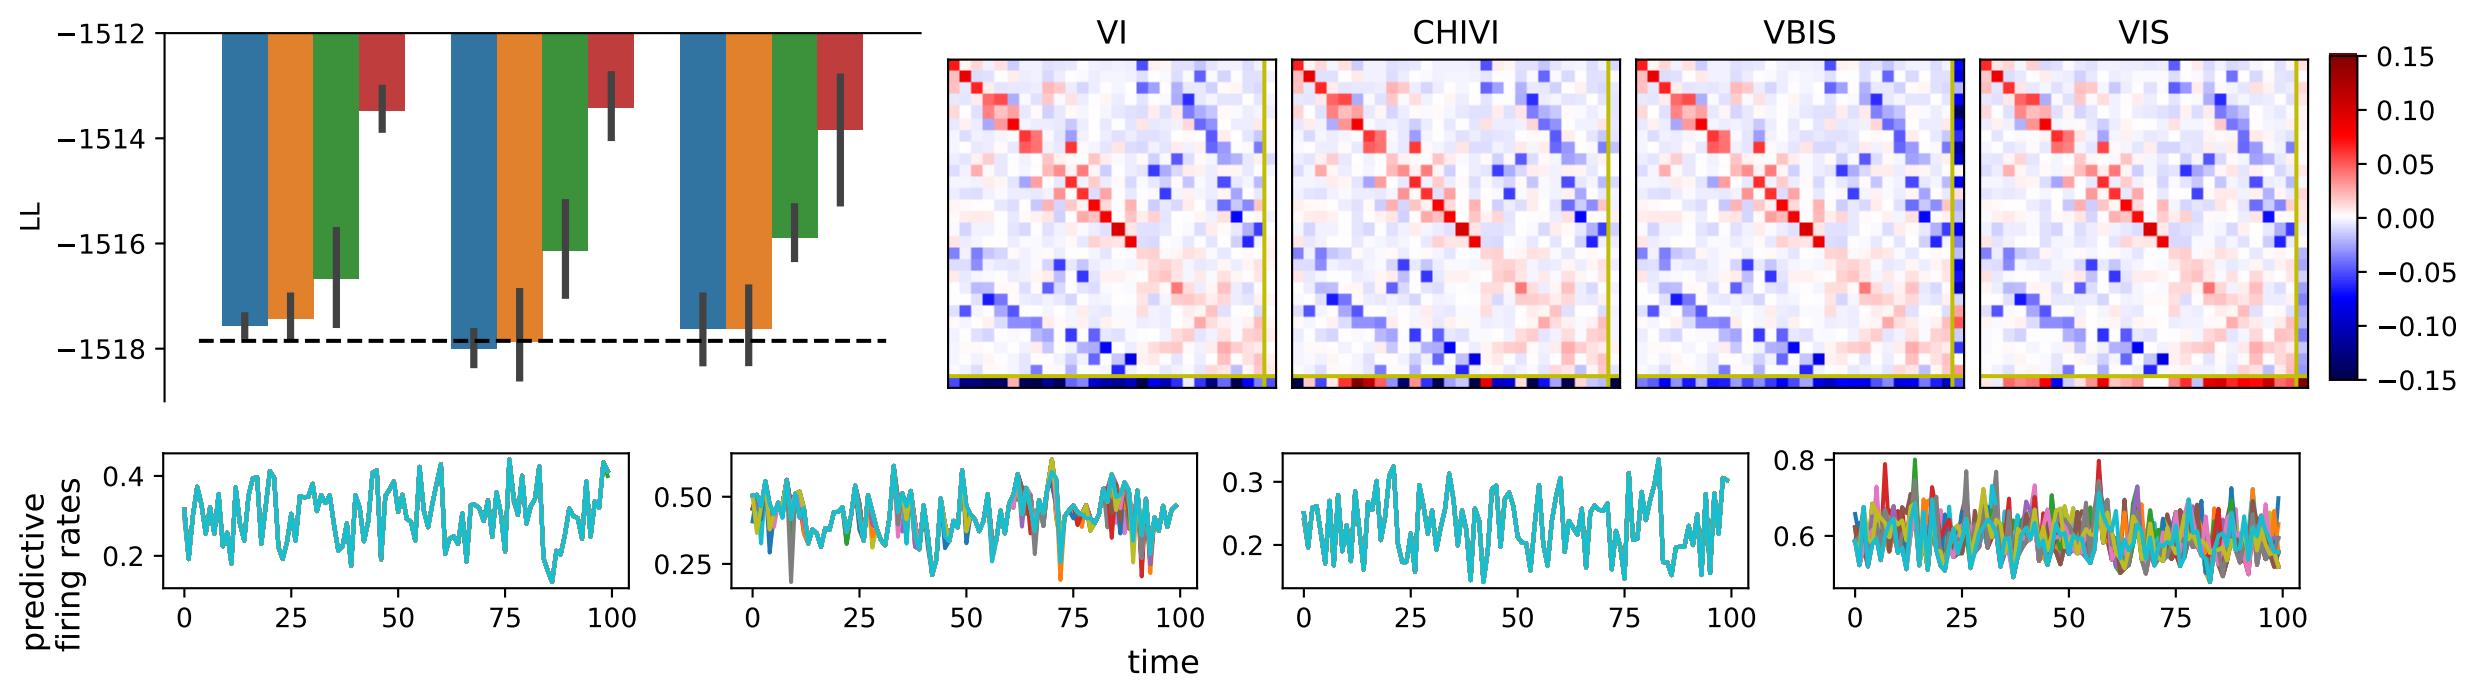 −1512
−1514
−1516
−1518
LL
VI
CHIVI
VBIS
VIS
0.15
0.10
0.05
0.00
−0.05
−0.10
−0.15
predictive
firing rates
0.4
0.2
0 25 50 75 100
0.50
0.25
0 25 50 75 100
0.3
0.2
0 25 50 75 100
0.8
0.6
0 25 50 75 100
time